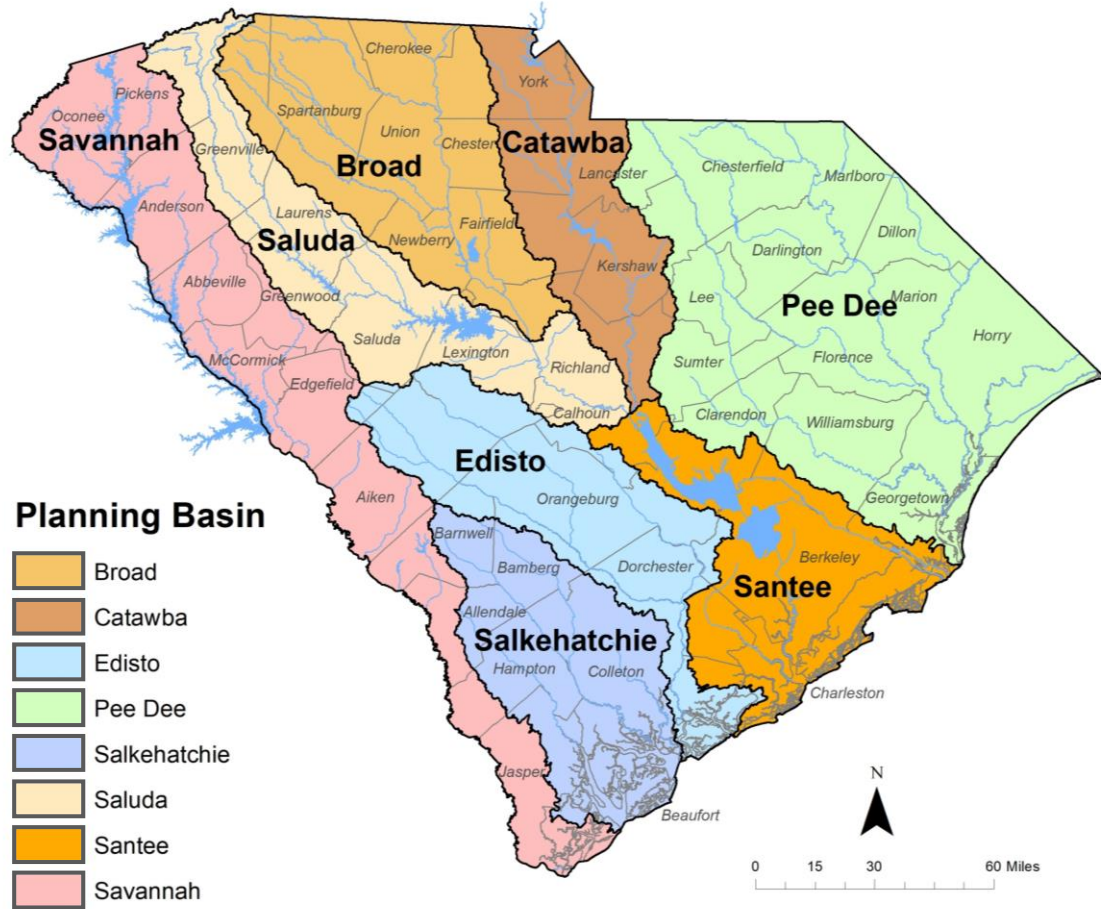 Cherokee
York
Pickens
Oconee
Spartanburg
Savannah
Union
Chester
Catawba
Greenville
Broad
Lancaster
Chesterfield
Marlboro
Anderson
Laurens
Fairfield
Dillon
Saluda
Newberry
Darlington
Abbeville
Kershaw
Greenwood
Lee
Marion
Pee Dee
Saluda
Lexington
Horry
McCormick
Richland
Sumter
Florence
Edgefield
Calhoun
Clarendon
Williamsburg
Edisto
Aiken
Orangeburg
Georgetown
Barnwell
Berkeley
Bamberg
Dorchester
Santee
Allendale
Salkehatchie
Hampton
Colleton
Charleston
Jasper
Beaufort
Planning Basin
Broad
Catawba
Edisto
Pee Dee
Salkehatchie
Saluda
Santee
Savannah
N
0 15 30 60 Miles